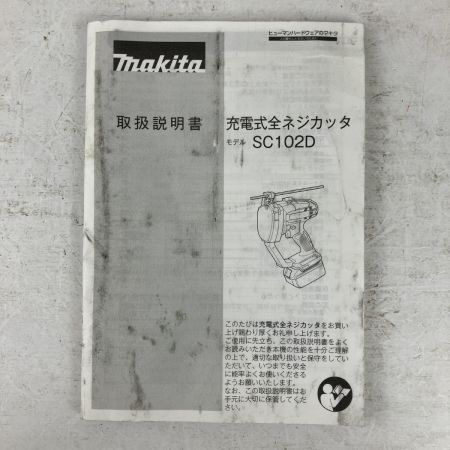 ヒューマンハードウェアのマキタ
makita
取扱説明書
充電式全ネジカッタ
モデル SC102D
このたびは充電式全ネジカッタをお買い
上げ賜わり厚くお礼申し上げます。
ご使用に先立ち、この取扱説明書をよく
お読みいただき本機の性能を十分ご理解
の上で、適切な取り扱いと保守をしてい
ただいて、いつまでも安全
に能率よくお使いくださる
ようお願いいたします。
なお、この取扱説明書はお
手元に大切に保管してくだ
さい。